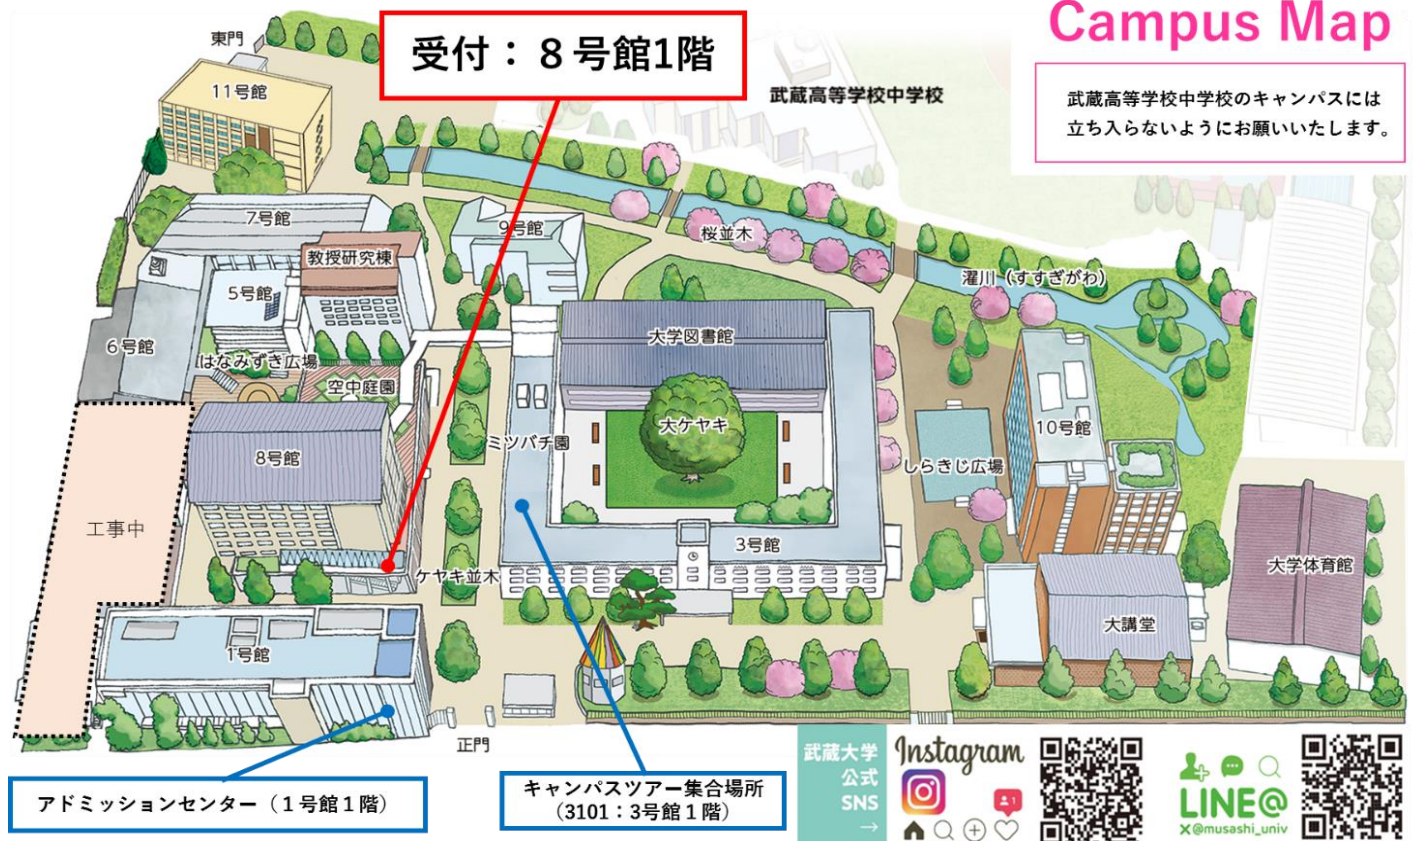 Campus Map
武蔵高等学校中学校のキャンパスには
立ち入らないようにお願いいたします。
受付：８号館1階
東門
11号館
武蔵高等学校中学校
7号館
9号館
桜並木
教授研究棟
濯川（すすぎがわ）
5号館
6号館
大学図書館
はなみずき広場
空中庭園
大ケヤキ
10号館
ミツバチ園
8号館
しらきじ広場
工事中
3号館
ケヤキ並木
大学体育館
大講堂
1号館
正門
アドミッションセンター（１号館１階）
キャンパスツアー集合場所
（3101：3号館１階）
武蔵大学
公式
SNS
→
Instagram
1
LINE@
@musashi_univ